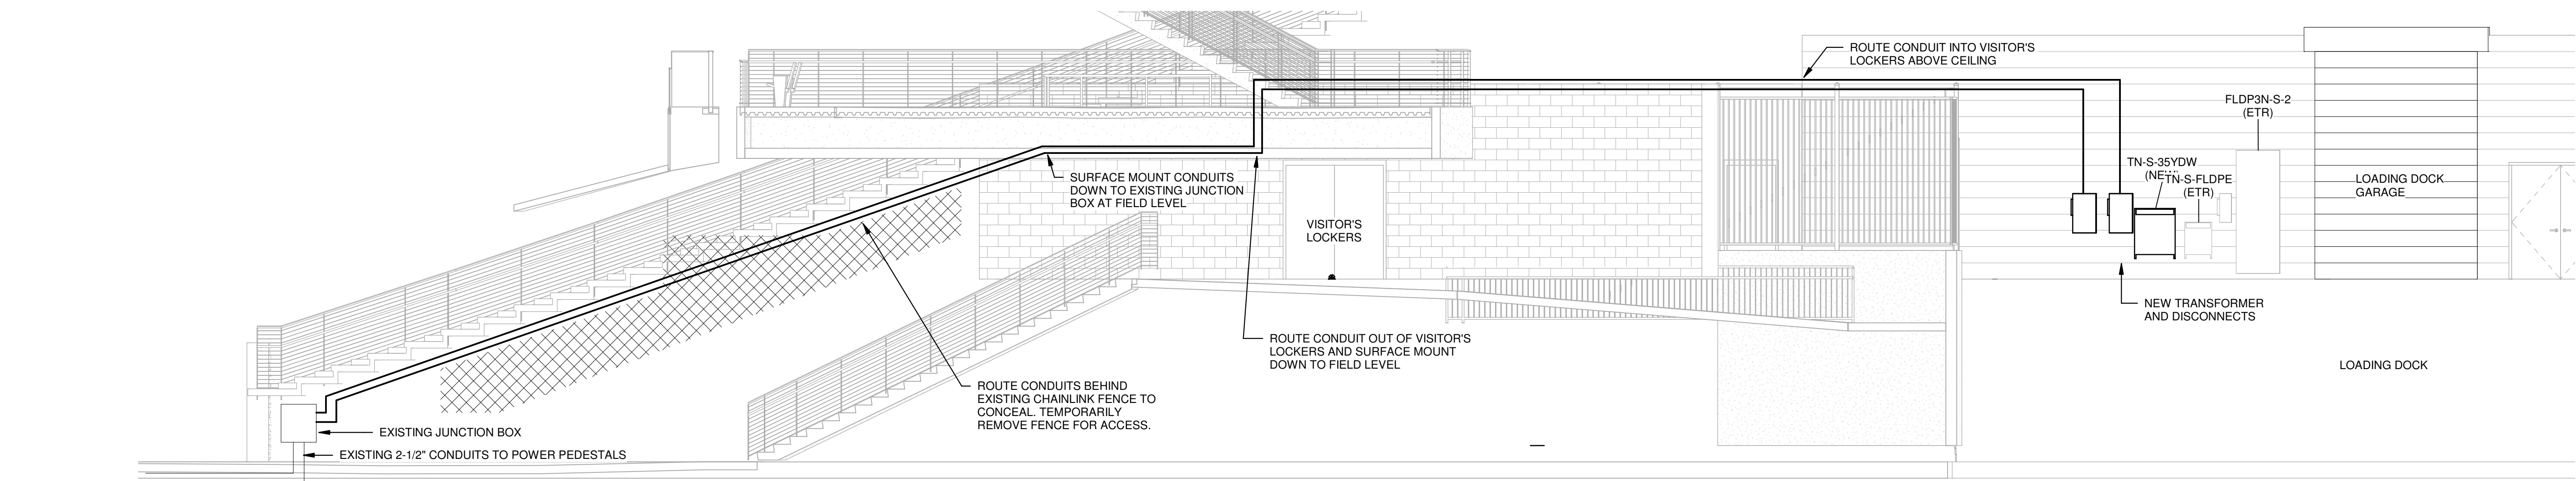 ROUTE CONDUIT INTO VISITOR'S
LOCKERS ABOVE CEILING
FLDP3N-S-2
(ETR)
TN-S-35YDW
(NEW)
TN-S-FLDPE
(ETR)
LOADING DOCK
GARAGE
SURFACE MOUNT CONDUITS
DOWN TO EXISTING JUNCTION
BOX AT FIELD LEVEL
VISITOR'S
LOCKERS
NEW TRANSFORMER
AND DISCONNECTS
ROUTE CONDUIT OUT OF VISITOR'S
LOCKERS AND SURFACE MOUNT
DOWN TO FIELD LEVEL
LOADING DOCK
ROUTE CONDUITS BEHIND
EXISTING CHAINLINK FENCE TO
CONCEAL. TEMPORARILY
REMOVE FENCE FOR ACCESS.
EXISTING JUNCTION BOX
EXISTING 2-1/2" CONDUITS TO POWER PEDESTALS